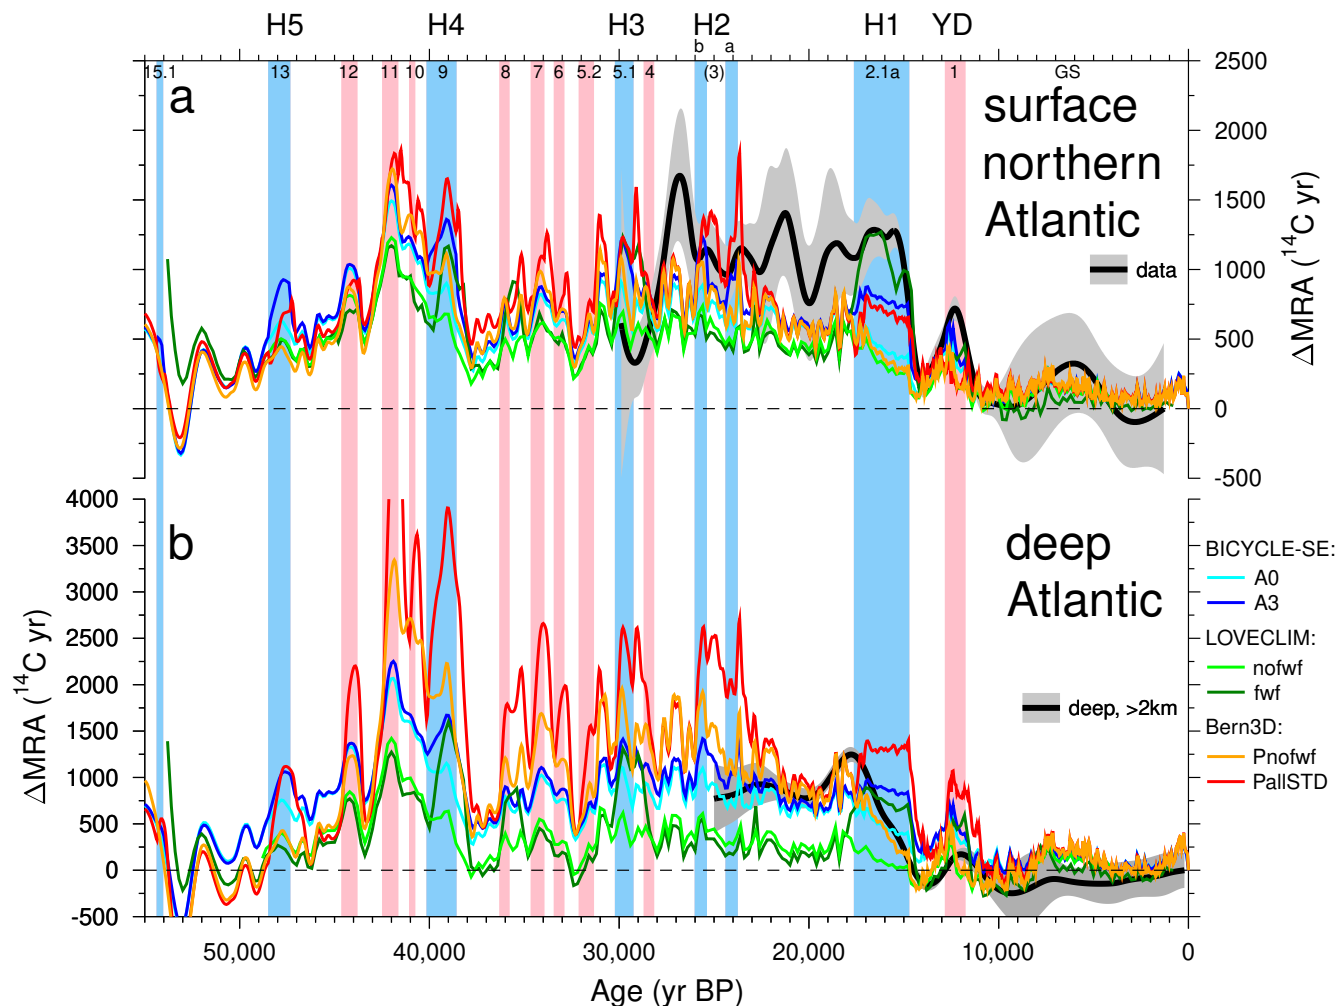 H5 H4 H3 H2 H1 YD
b a
15.1 13 12 11 10 9 8 7 6 5.2 5.1 4 (3) 2.1a 1 GS
a
surface
northern
Atlantic
data
2500
2000
1500
1000
500
0
-500
ΔMRA (¹⁴C yr)
b
deep
Atlantic
deep, >2km
4000
3500
3000
2500
2000
1500
1000
500
0
-500
ΔMRA (¹⁴C yr)
BICYCLE-SE:
A0
A3
LOVECLIM:
nofwf
fwf
Bern3D:
Pnofwf
PallSTD
50,000 40,000 30,000 20,000 10,000 0
Age (yr BP)